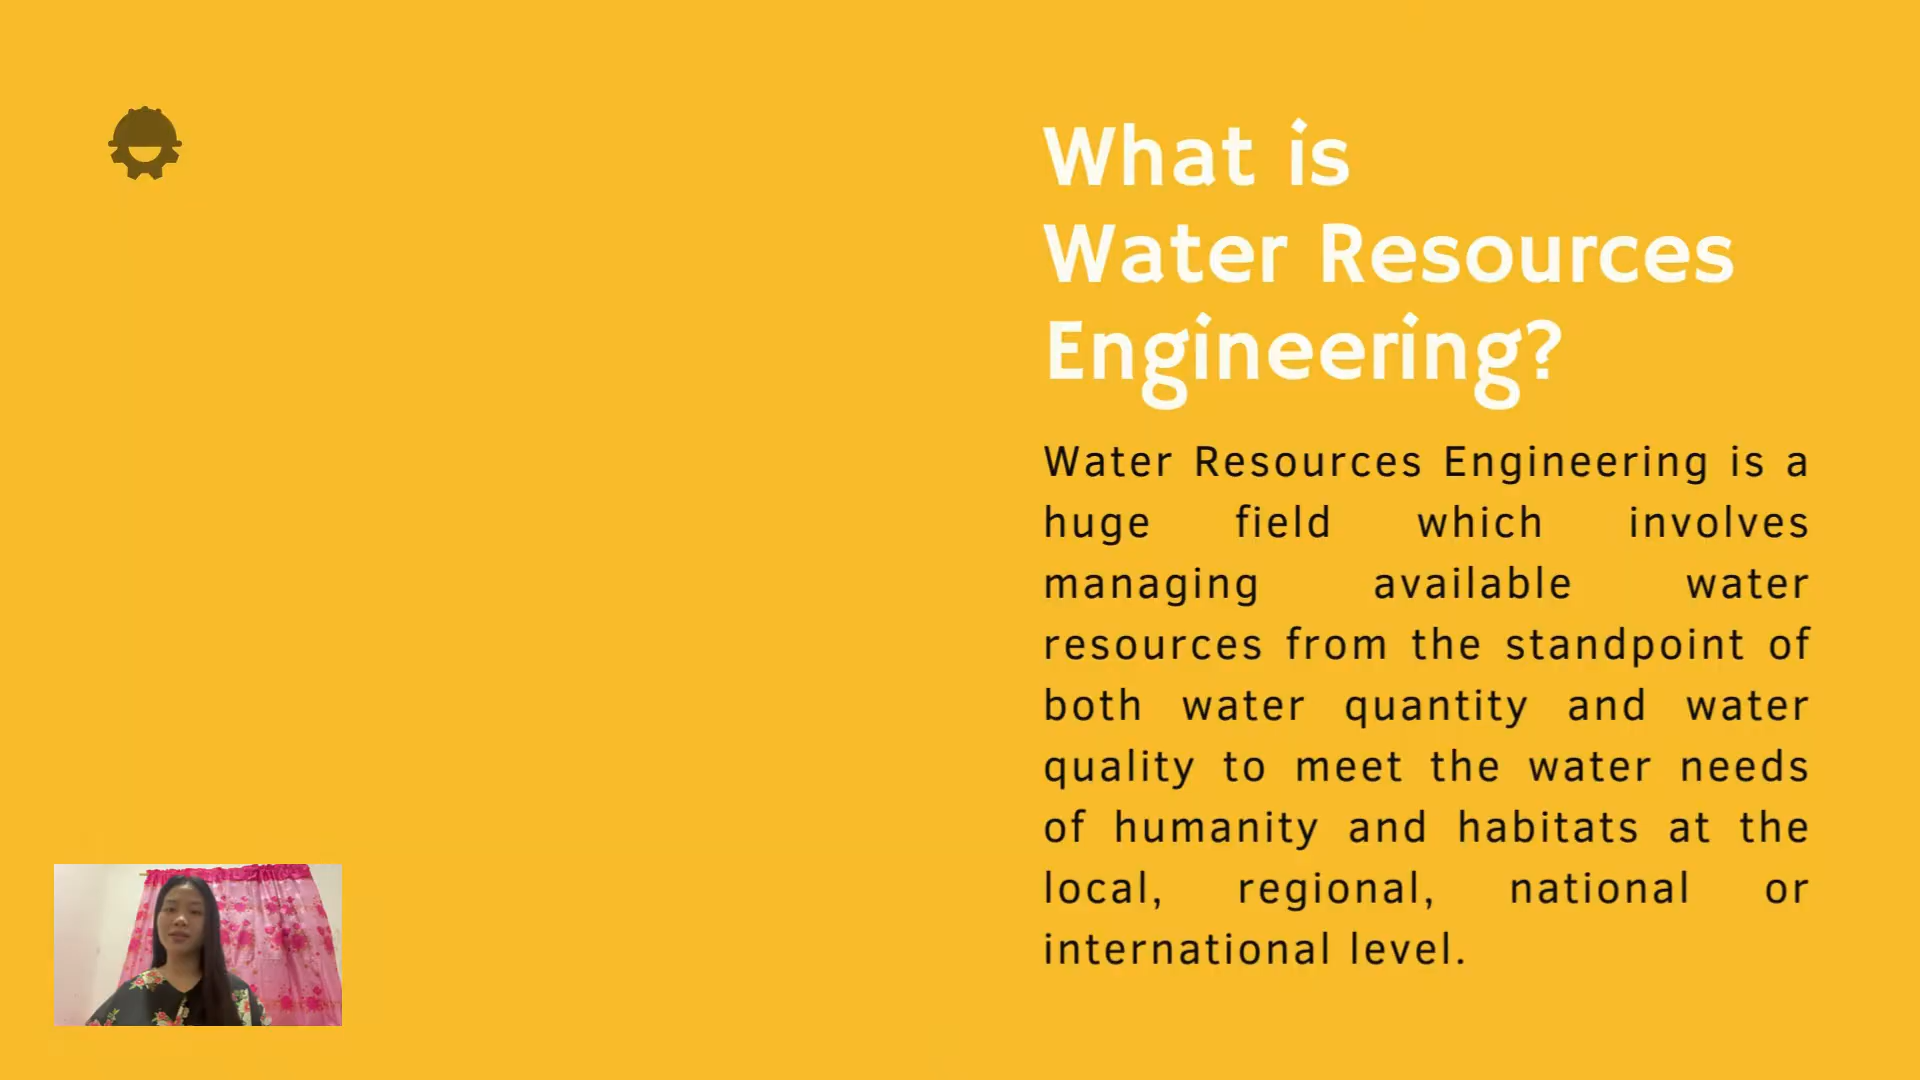 What is
Water Resources
Engineering?
Water Resources Engineering is a
huge field which involves
managing available water
resources from the standpoint of
both water quantity and water
quality to meet the water needs
of humanity and habitats at the
local, regional, national or
international level.